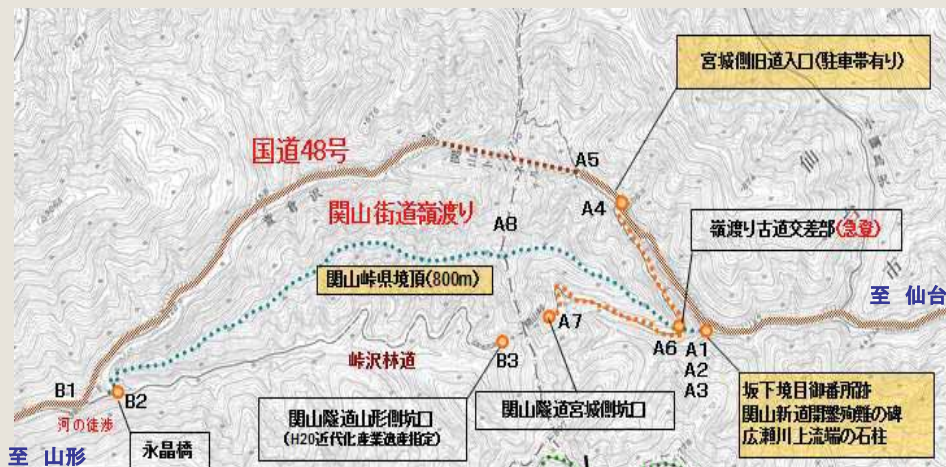 宮城側旧道入口(駐車帯有り)
国道48号
A5
関山街道嶺渡り
A4
仙
A8
嶺渡り古道交差部(急登)
関山峠県境頂(800m)
市
至 仙台
A7
峠沢林道
B3
A6
A1
A2
A3
B1
B2
河の徒渉
関山隧道山形側坑口
(H20近代化産業遺産指定)
関山隧道宮城側坑口
坂下境目御番所跡
関山新道開鑿殉難の碑
広瀬川上流端の石柱
永晶橋
至 山形